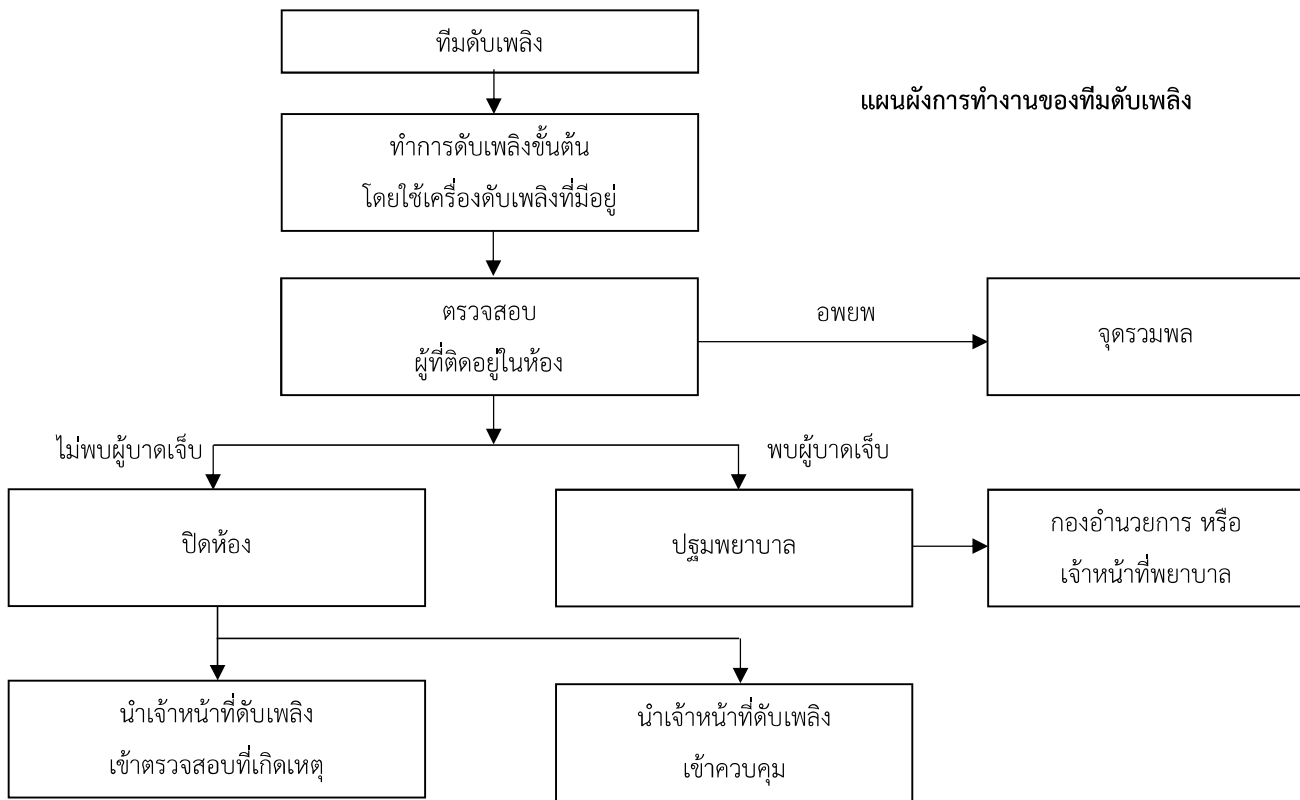 ทีมดับเพลิง
แผนผังการทำงานของทีมดับเพลิง
ทำการดับเพลิงขั้นต้น
โดยใช้เครื่องดับเพลิงที่มีอยู่
ตรวจสอบ
ผู้ที่ติดอยู่ในห้อง
อพยพ
จุดรวมพล
ไม่พบผู้บาดเจ็บ
พบผู้บาดเจ็บ
ปิดห้อง
ปฐมพยาบาล
กองอำนวยการ หรือ
เจ้าหน้าที่พยาบาล
นำเจ้าหน้าที่ดับเพลิง
เข้าตรวจสอบที่เกิดเหตุ
นำเจ้าหน้าที่ดับเพลิง
เข้าควบคุม